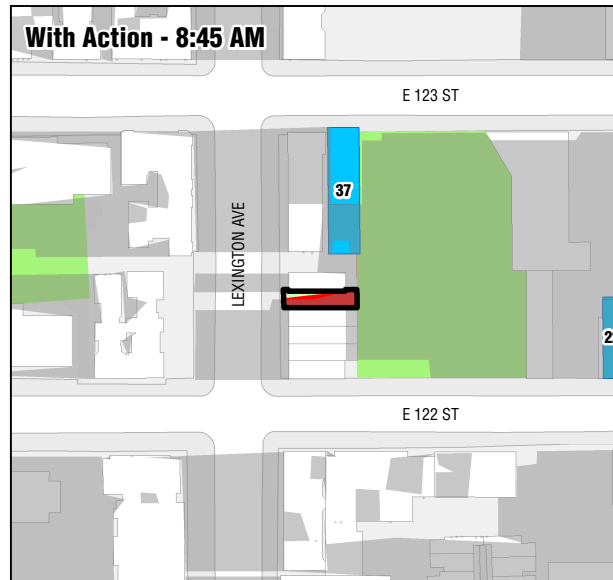 With Action - 8:45 AM
E 123 ST
37
LEXINGTON AVE
E 122 ST